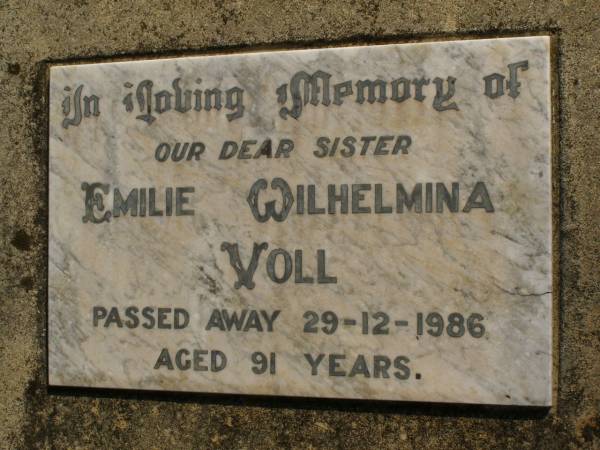 In Loving Memory of
OUR DEAR SISTER
EMILIE WILHELMINA
VOLL
PASSED AWAY 29-12-1986
AGED 91 YEARS.